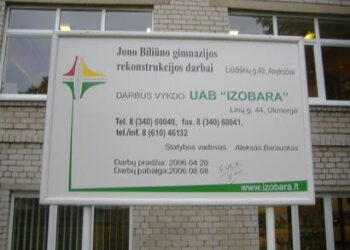 Jono Biliūno gimnazijos
rekonstrukcijos darbai
Liūdiškių g.49, Anykščiai
DARBUS VYKDO UAB "IZOBARA"
Linų g. 44, Ukmergė
Tel. 8 (340) 60040, fax. 8 (340) 60041,
tel./inf. 8 (610) 46132
Statybos vadovas Aleksas Barauskas
Darbų pradžia: 2006 04 20
Darbų pabaiga: 2006 08 08
www.izobara.lt